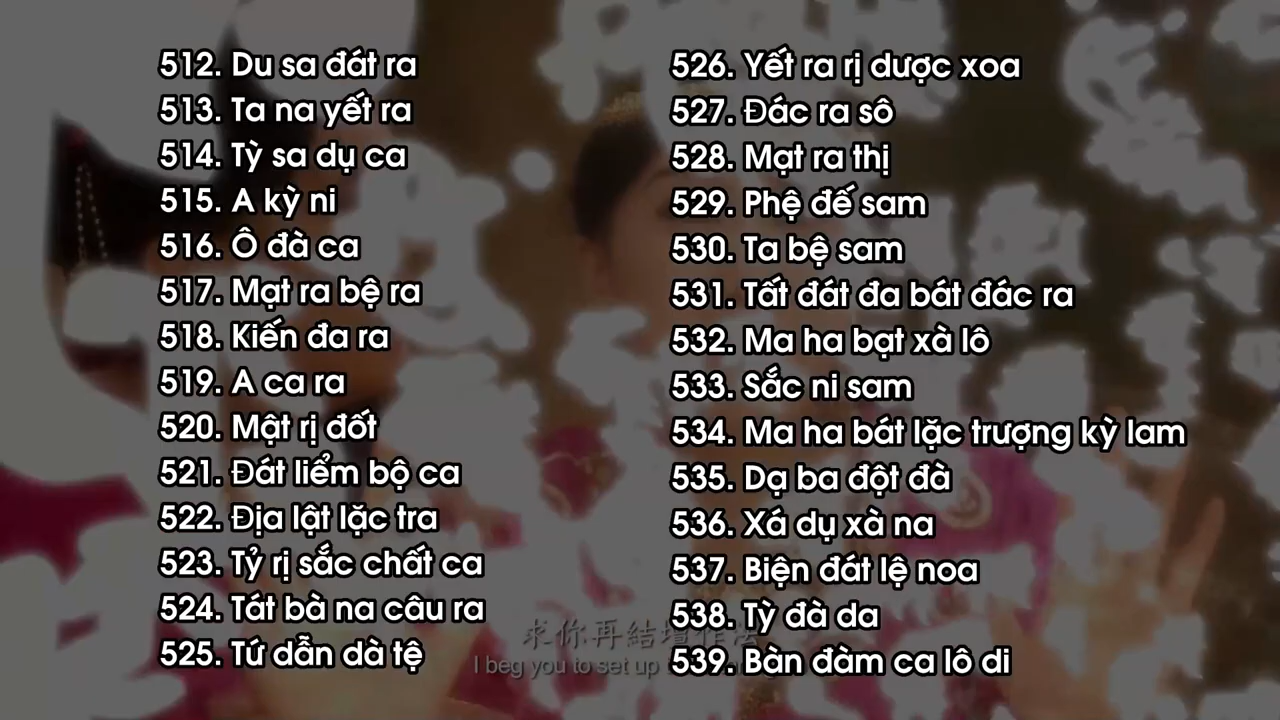 512. Du sa đát ra
513. Ta na yết ra
514. Tỳ sa dụ ca
515. A kỳ ni
516. Ô đà ca
517. Mạt ra bệ ra
518. Kiến đa ra
519. A ca ra
520. Mật rị đốt
521. Đát liểm bộ ca
522. Địa lật lặc tra
523. Tỷ rị sắc chất ca
524. Tát bà na câu ra
525. Tứ dẫn dà tệ
526. Yết ra rị dược xoa
527. Đác ra sô
528. Mạt ra thị
529. Phệ đế sam
530. Ta bệ sam
531. Tất đát đa bát đác ra
532. Ma ha bạt xà lô
533. Sắc ni sam
534. Ma ha bát lặc trượng kỳ lam
535. Dạ ba đột đà
536. Xá dụ xà na
537. Biện đát lệ noa
538. Tỳ đà da
539. Bàn đàm ca lô di
求你再結壇作法
I beg you to set up